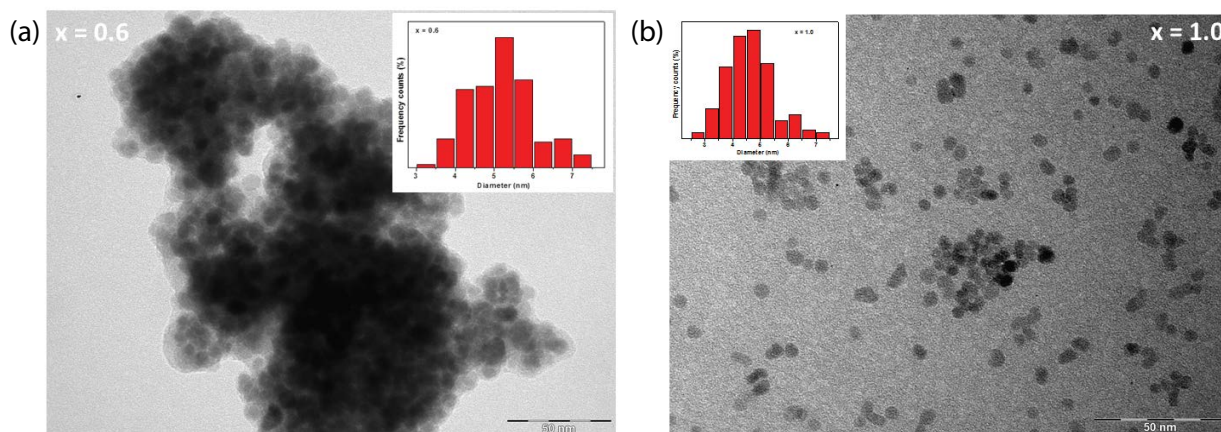 (a)
x = 0.6
Frequency counts (%)
x = 0.6
3 4 5 6 7
Diameter (nm)
50 nm
(b)
x = 1.0
Frequency counts (%)
x = 1.0
3 4 5 6 7
Diameter (nm)
50 nm